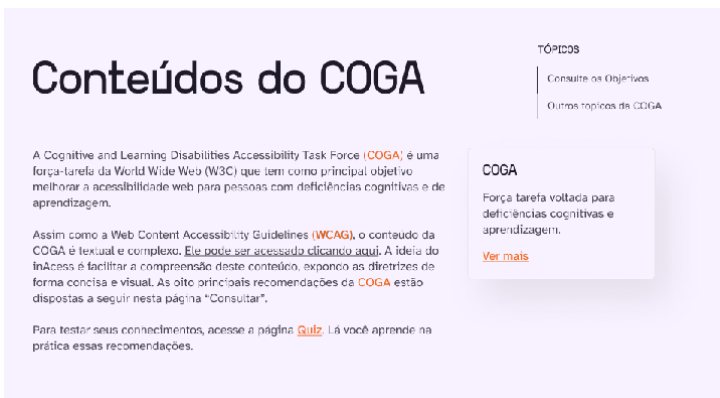 Conteúdos do COGA
TÓPICOS
Consulte os Objetivos
Outros tópicos da COGA
A Cognitive and Learning Disabilities Accessibility Task Force (COGA) é uma
força-tarefa da World Wide Web (W3C) que tem como principal objetivo
melhorar a acessibilidade web para pessoas com deficiências cognitivas e de
aprendizagem.
Assim como a Web Content Accessibility Guidelines (WCAG), o conteúdo da
COGA é textual e complexo. Ele pode ser acessado clicando aqui. A ideia do
inAcess é facilitar a compreensão deste conteúdo, expondo as diretrizes de
forma concisa e visual. As oito principais recomendações da COGA estão
dispostas a seguir nesta página “Consultar”.
Para testar seus conhecimentos, acesse a página Quiz. Lá você aprende na
prática essas recomendações.
COGA
Força tarefa voltada para
deficiências cognitivas e
aprendizagem.
Ver mais